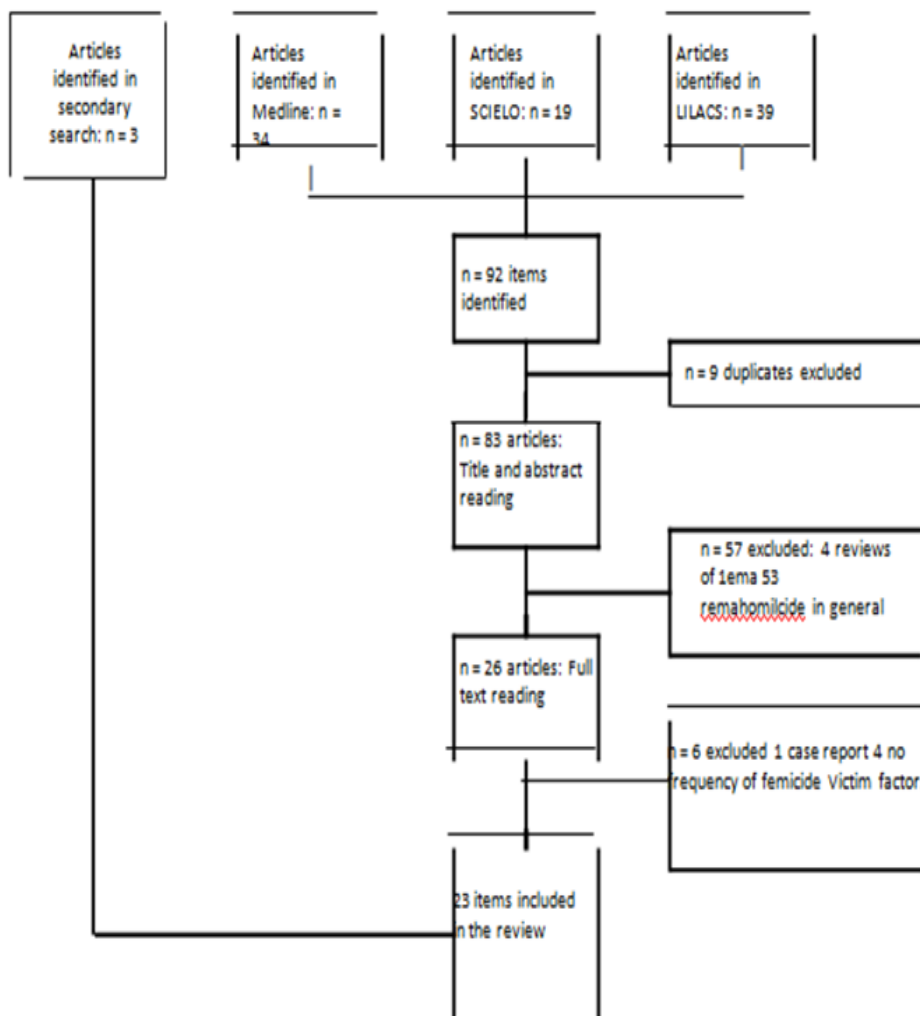 Articles
identified in
secondary
search: n = 3
Articles
identified in
Medline: n =
34
Articles
identified in
SCIELO: n = 19
Articles
identified in
LILACS: n = 39
n = 92 items
identified
n = 9 duplicates excluded
n = 83 articles:
Title and abstract
reading
n = 57 excluded: 4 reviews
of 1ema 53
remahomilcide in general
n = 26 articles: Full
text reading
n = 6 excluded 1 case report 4 no
frequency of femicide Victim factor
23 items included
in the review